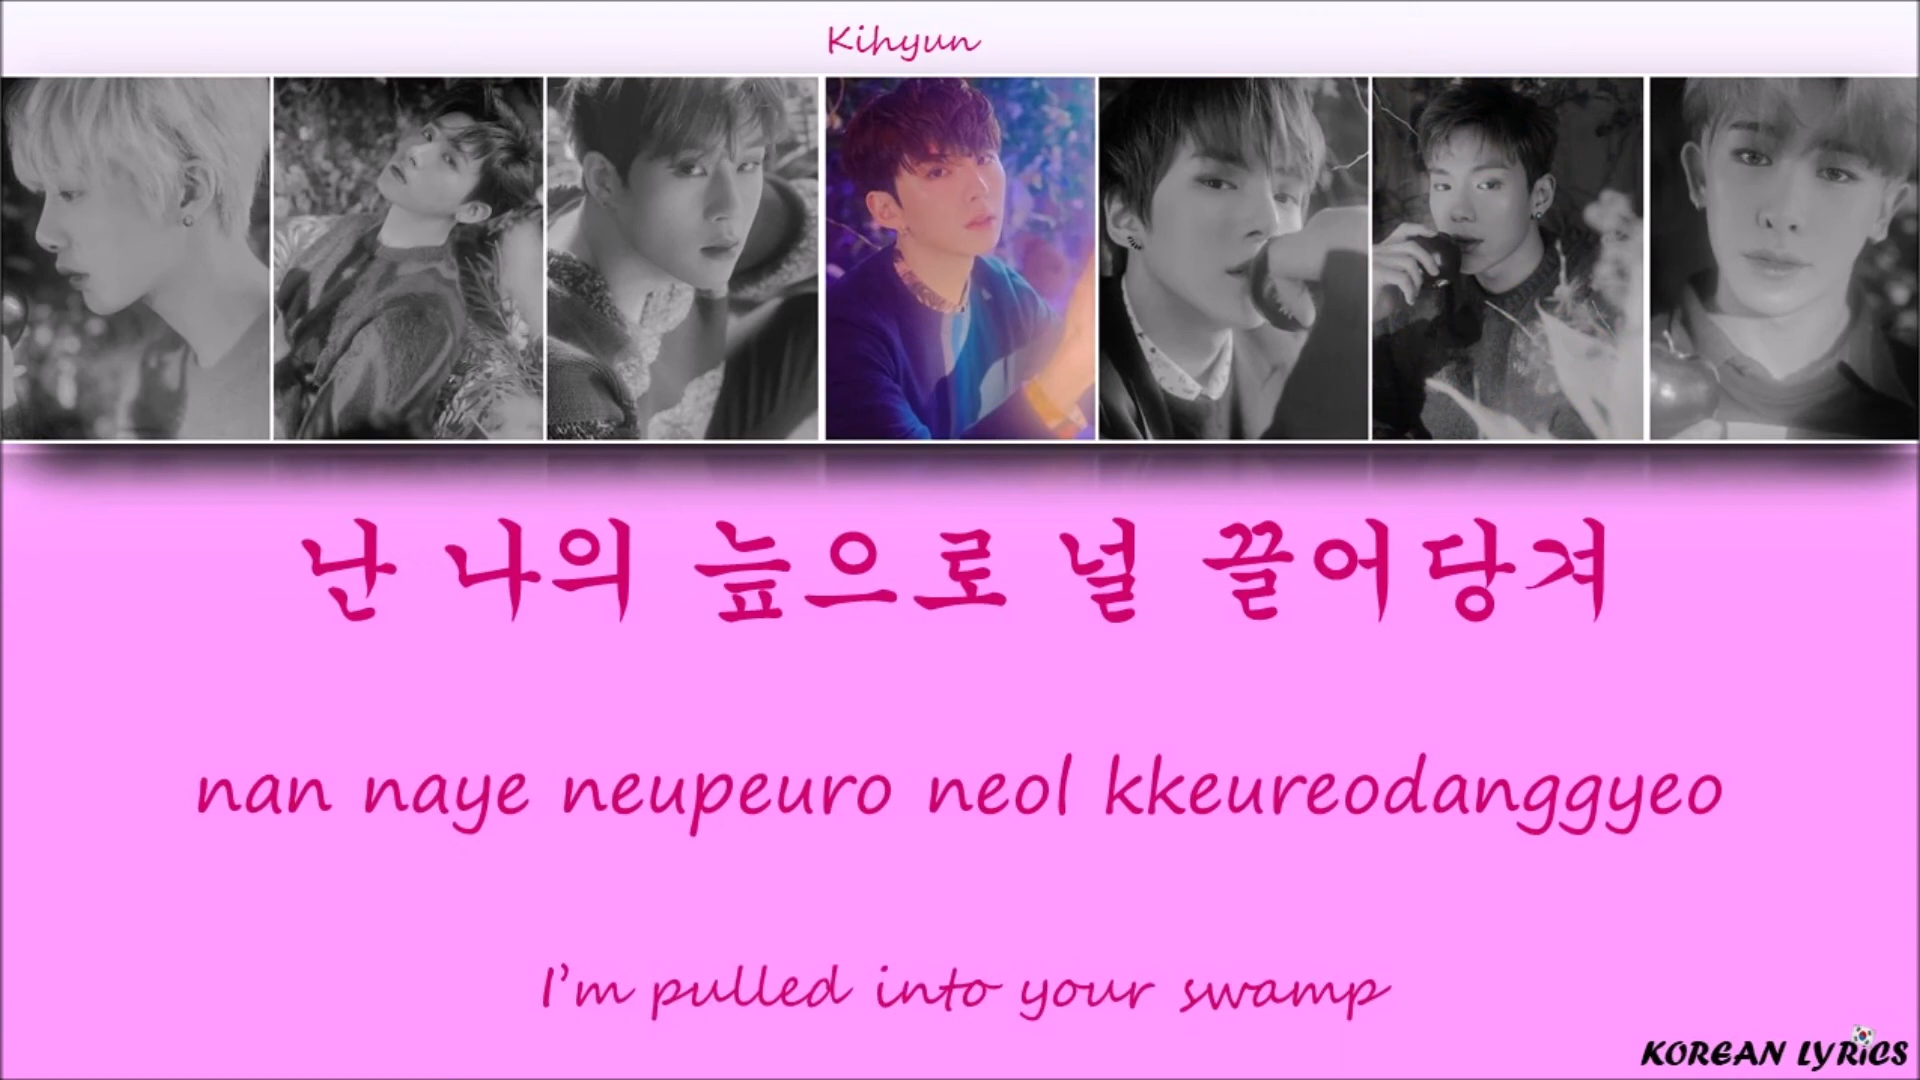 Kihyun
난 나의 늪으로 널 끌어당겨
nan naye neupeuro neol kkeureodanggyeo
I'm pulled into your swamp
KOREAN LYRICS